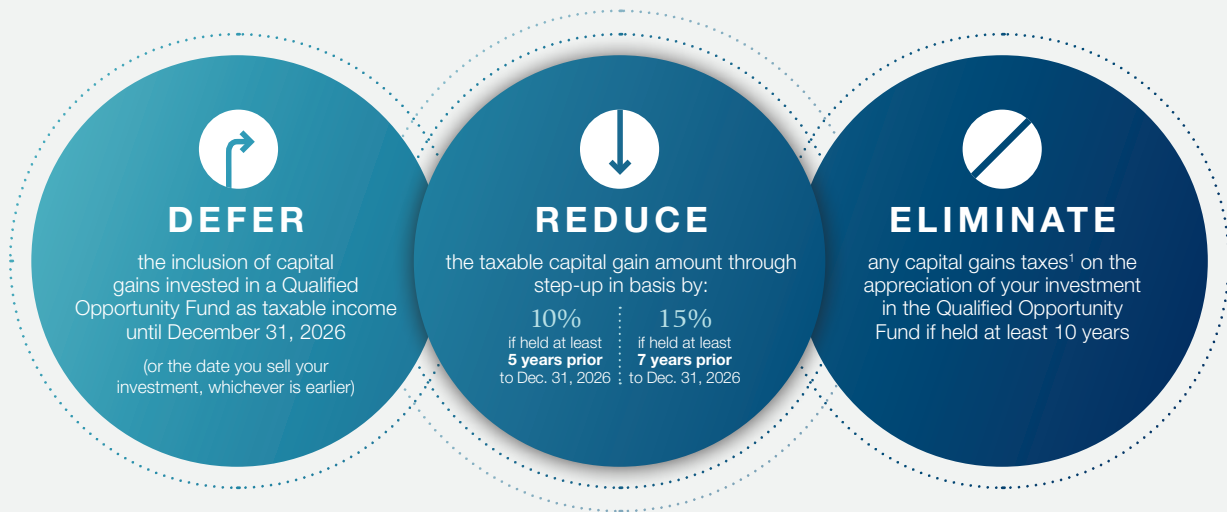 DEFER
the inclusion of capital
gains invested in a Qualified
Opportunity Fund as taxable income
until December 31, 2026
(or the date you sell your
investment, whichever is earlier)
REDUCE
the taxable capital gain amount through
step-up in basis by:
10%
if held at least
5 years prior
to Dec. 31, 2026
15%
if held at least
7 years prior
to Dec. 31, 2026
ELIMINATE
any capital gains taxes¹ on the
appreciation of your investment
in the Qualified Opportunity
Fund if held at least 10 years